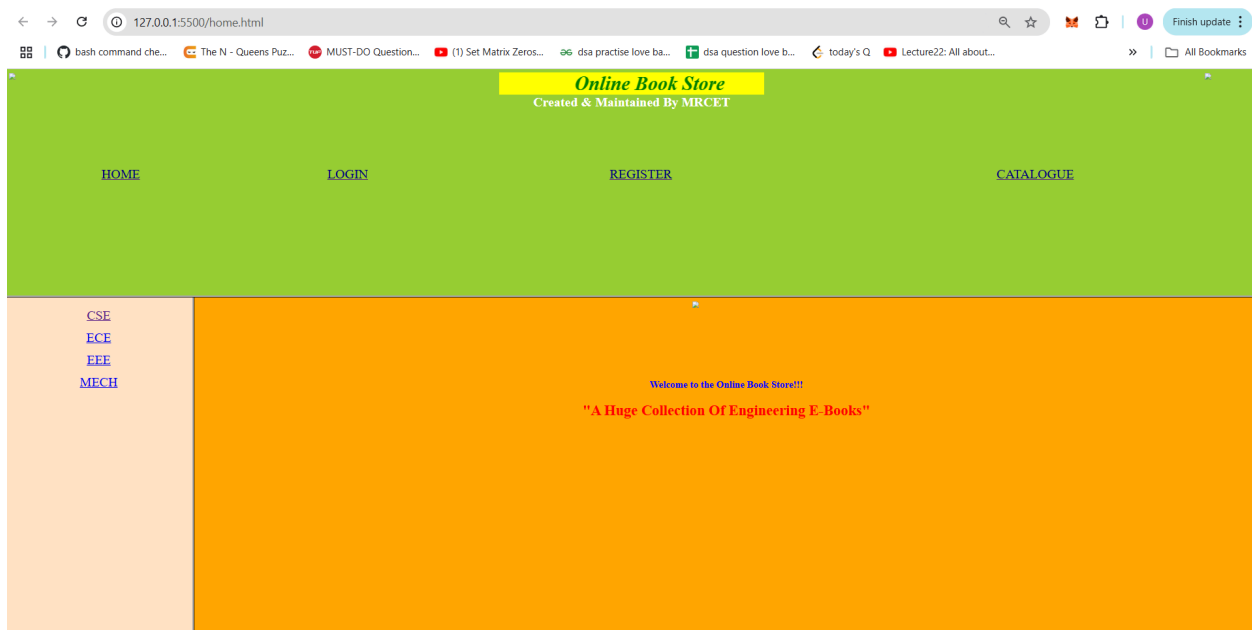 127.0.0.1:5500/home.html
U
Finish update
bash command che...
The N - Queens Puz...
MUST-DO Question...
(1) Set Matrix Zeros...
dsa practise love ba...
dsa question love b...
today's Q
Lecture22: All about...
»
All Bookmarks
Online Book Store
Created & Maintained By MRCET
HOME LOGIN REGISTER CATALOGUE
CSE
ECE
EEE
MECH
Welcome to the Online Book Store!!!
"A Huge Collection Of Engineering E-Books"